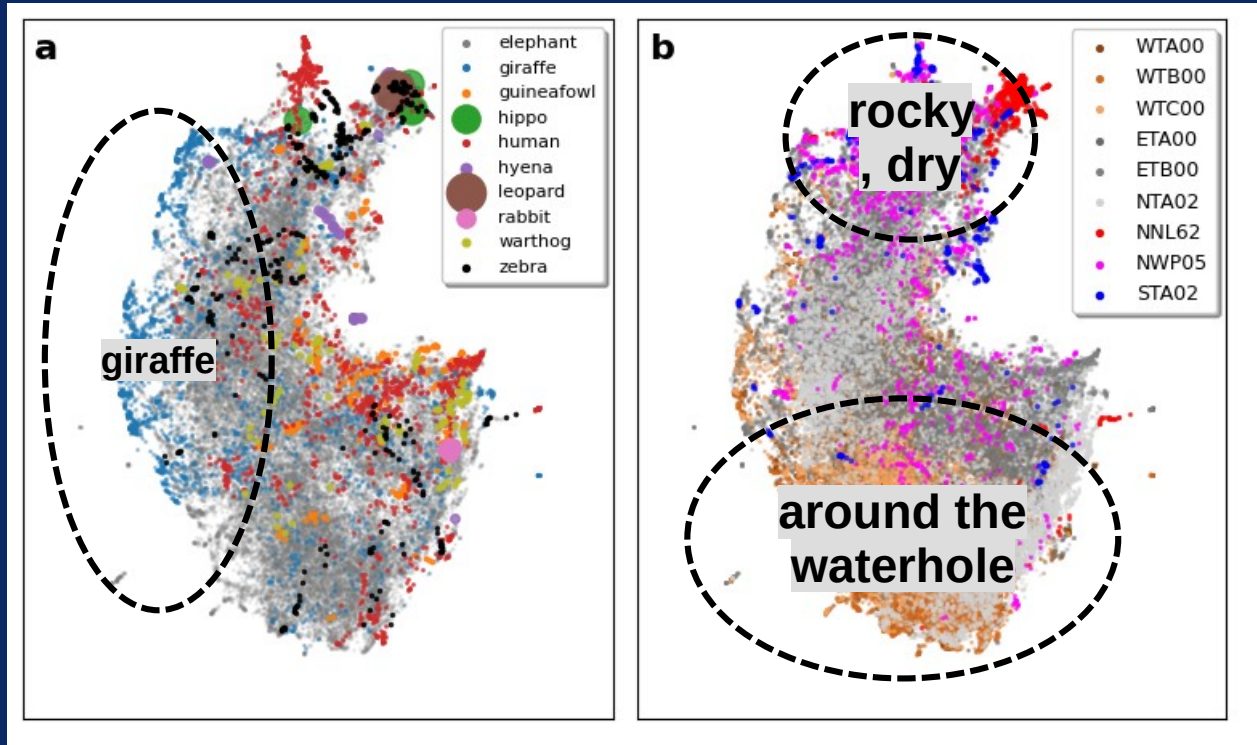 a
elephant
giraffe
guineafowl
hippo
human
hyena
leopard
rabbit
warthog
zebra
giraffe
b
WTA00
WTB00
WTC00
ETA00
ETB00
NTA02
NNL62
NWP05
STA02
rocky
, dry
around the
waterhole